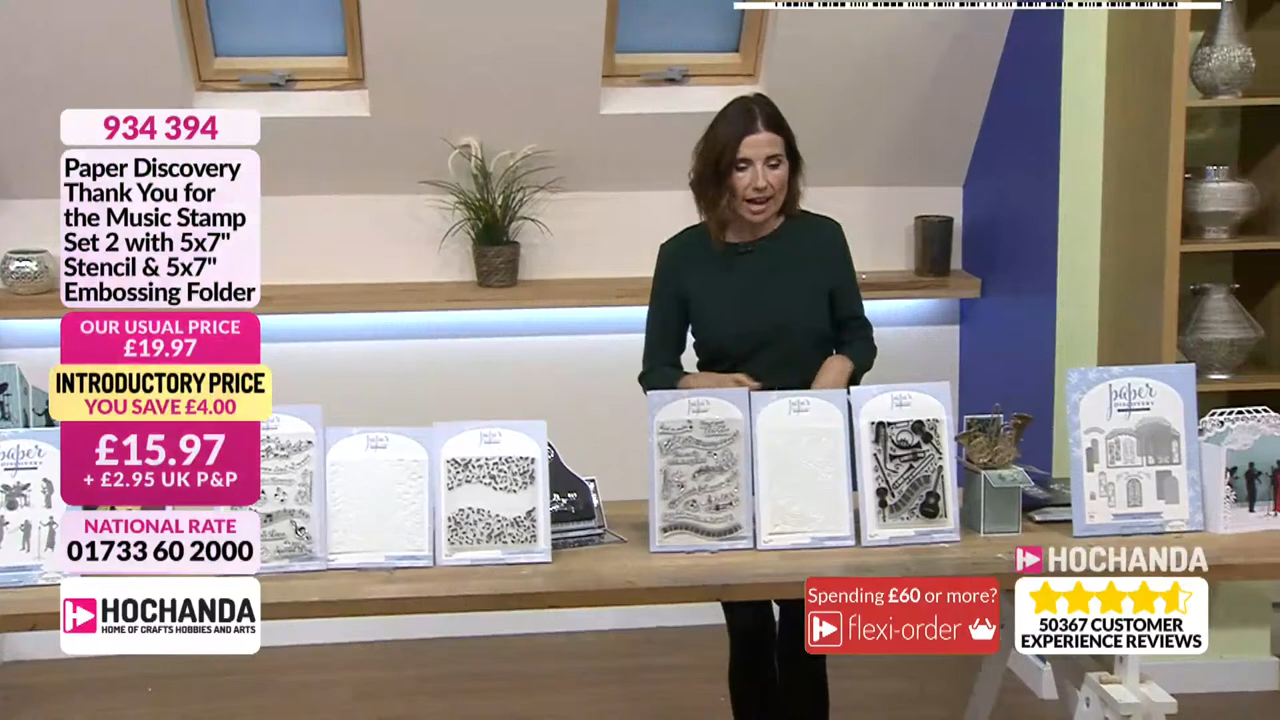 934 394
Paper Discovery
Thank You for
the Music Stamp
Set 2 with 5x7"
Stencil & 5x7"
Embossing Folder
OUR USUAL PRICE
£19.97
INTRODUCTORY PRICE
YOU SAVE £4.00
£15.97
+ £2.95 UK P&P
NATIONAL RATE
01733 60 2000
HOCHANDA
HOME OF CRAFTS HOBBIES AND ARTS
paper
DISCOVERY
HOCHANDA
Spending £60 or more?
flexi-order
50367 CUSTOMER
EXPERIENCE REVIEWS